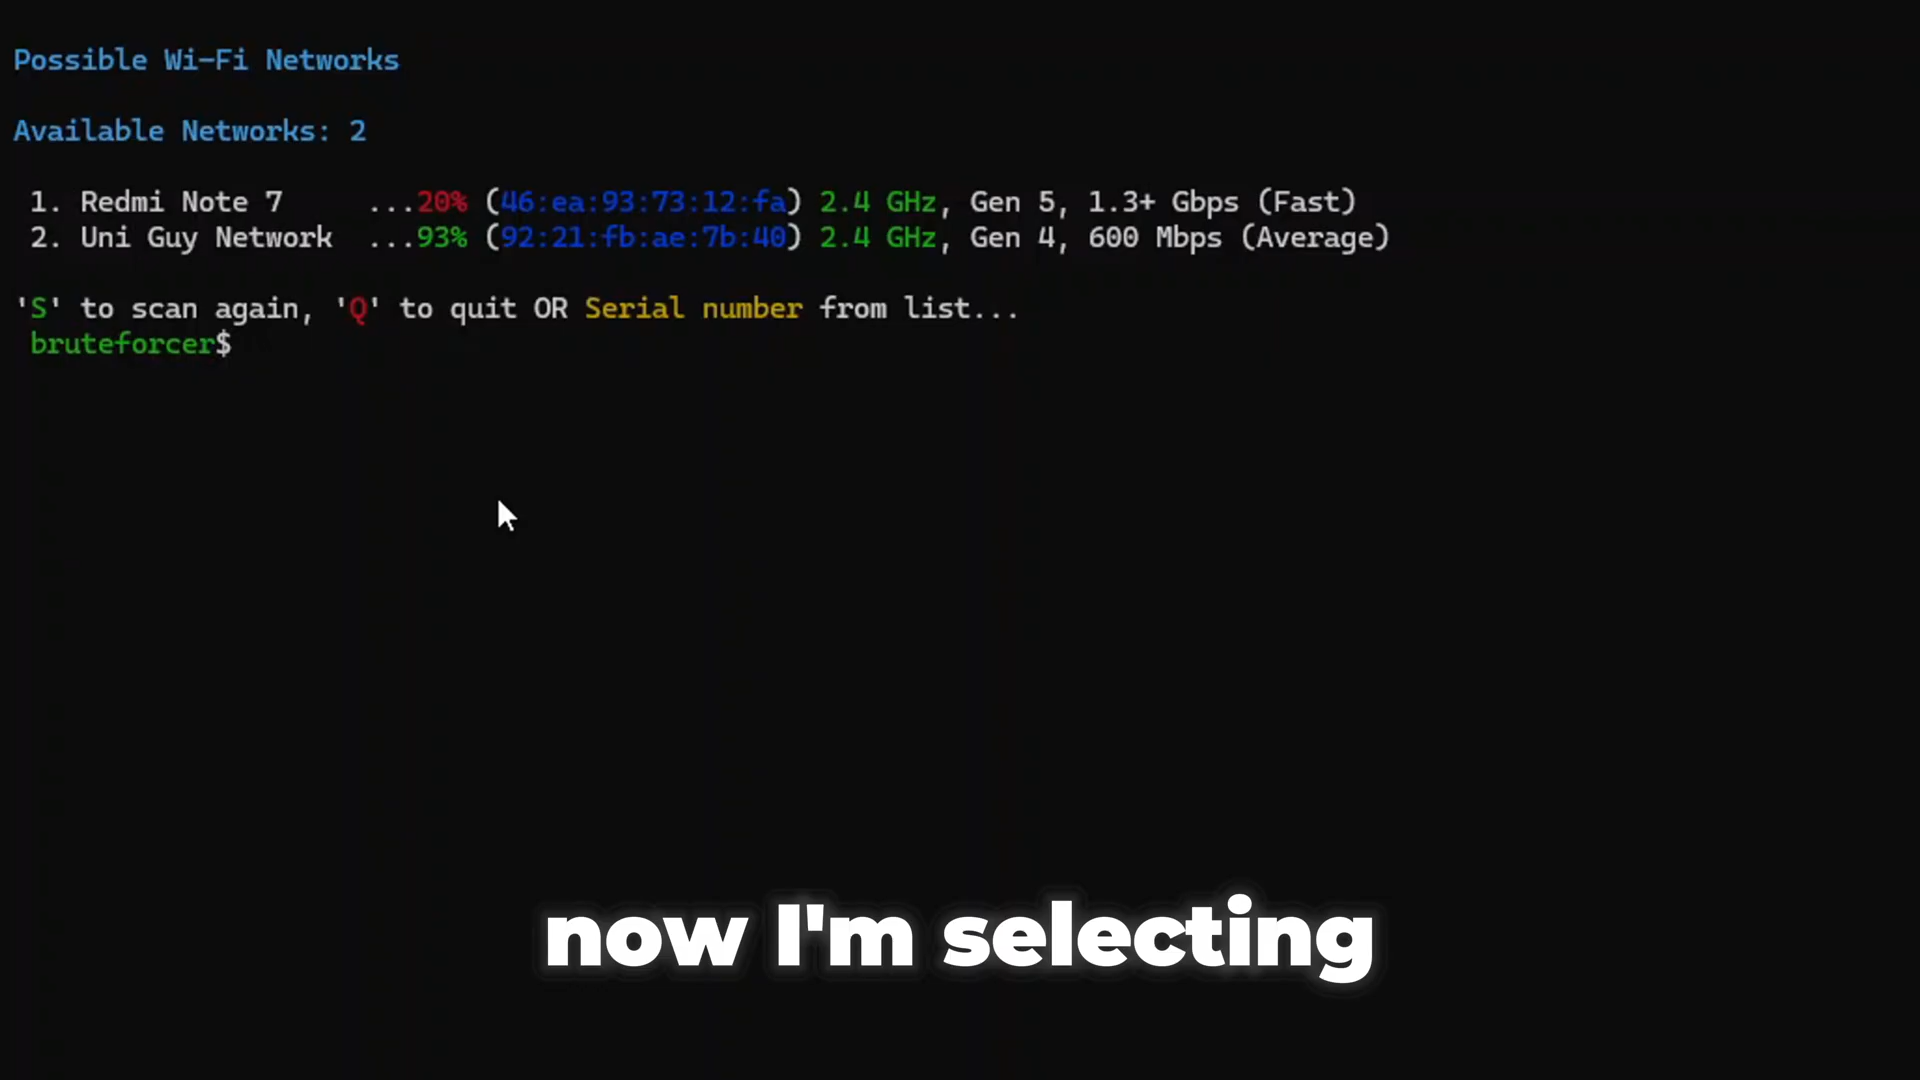 Possible Wi-Fi Networks
Available Networks: 2
1. Redmi Note 7 ...20% (46:ea:93:73:12:fa) 2.4 GHz, Gen 5, 1.3+ Gbps (Fast)
2. Uni Guy Network ...93% (92:21:fb:ae:7b:40) 2.4 GHz, Gen 4, 600 Mbps (Average)
'S' to scan again, 'Q' to quit OR Serial number from list...
bruteforcer$
now I'm selecting